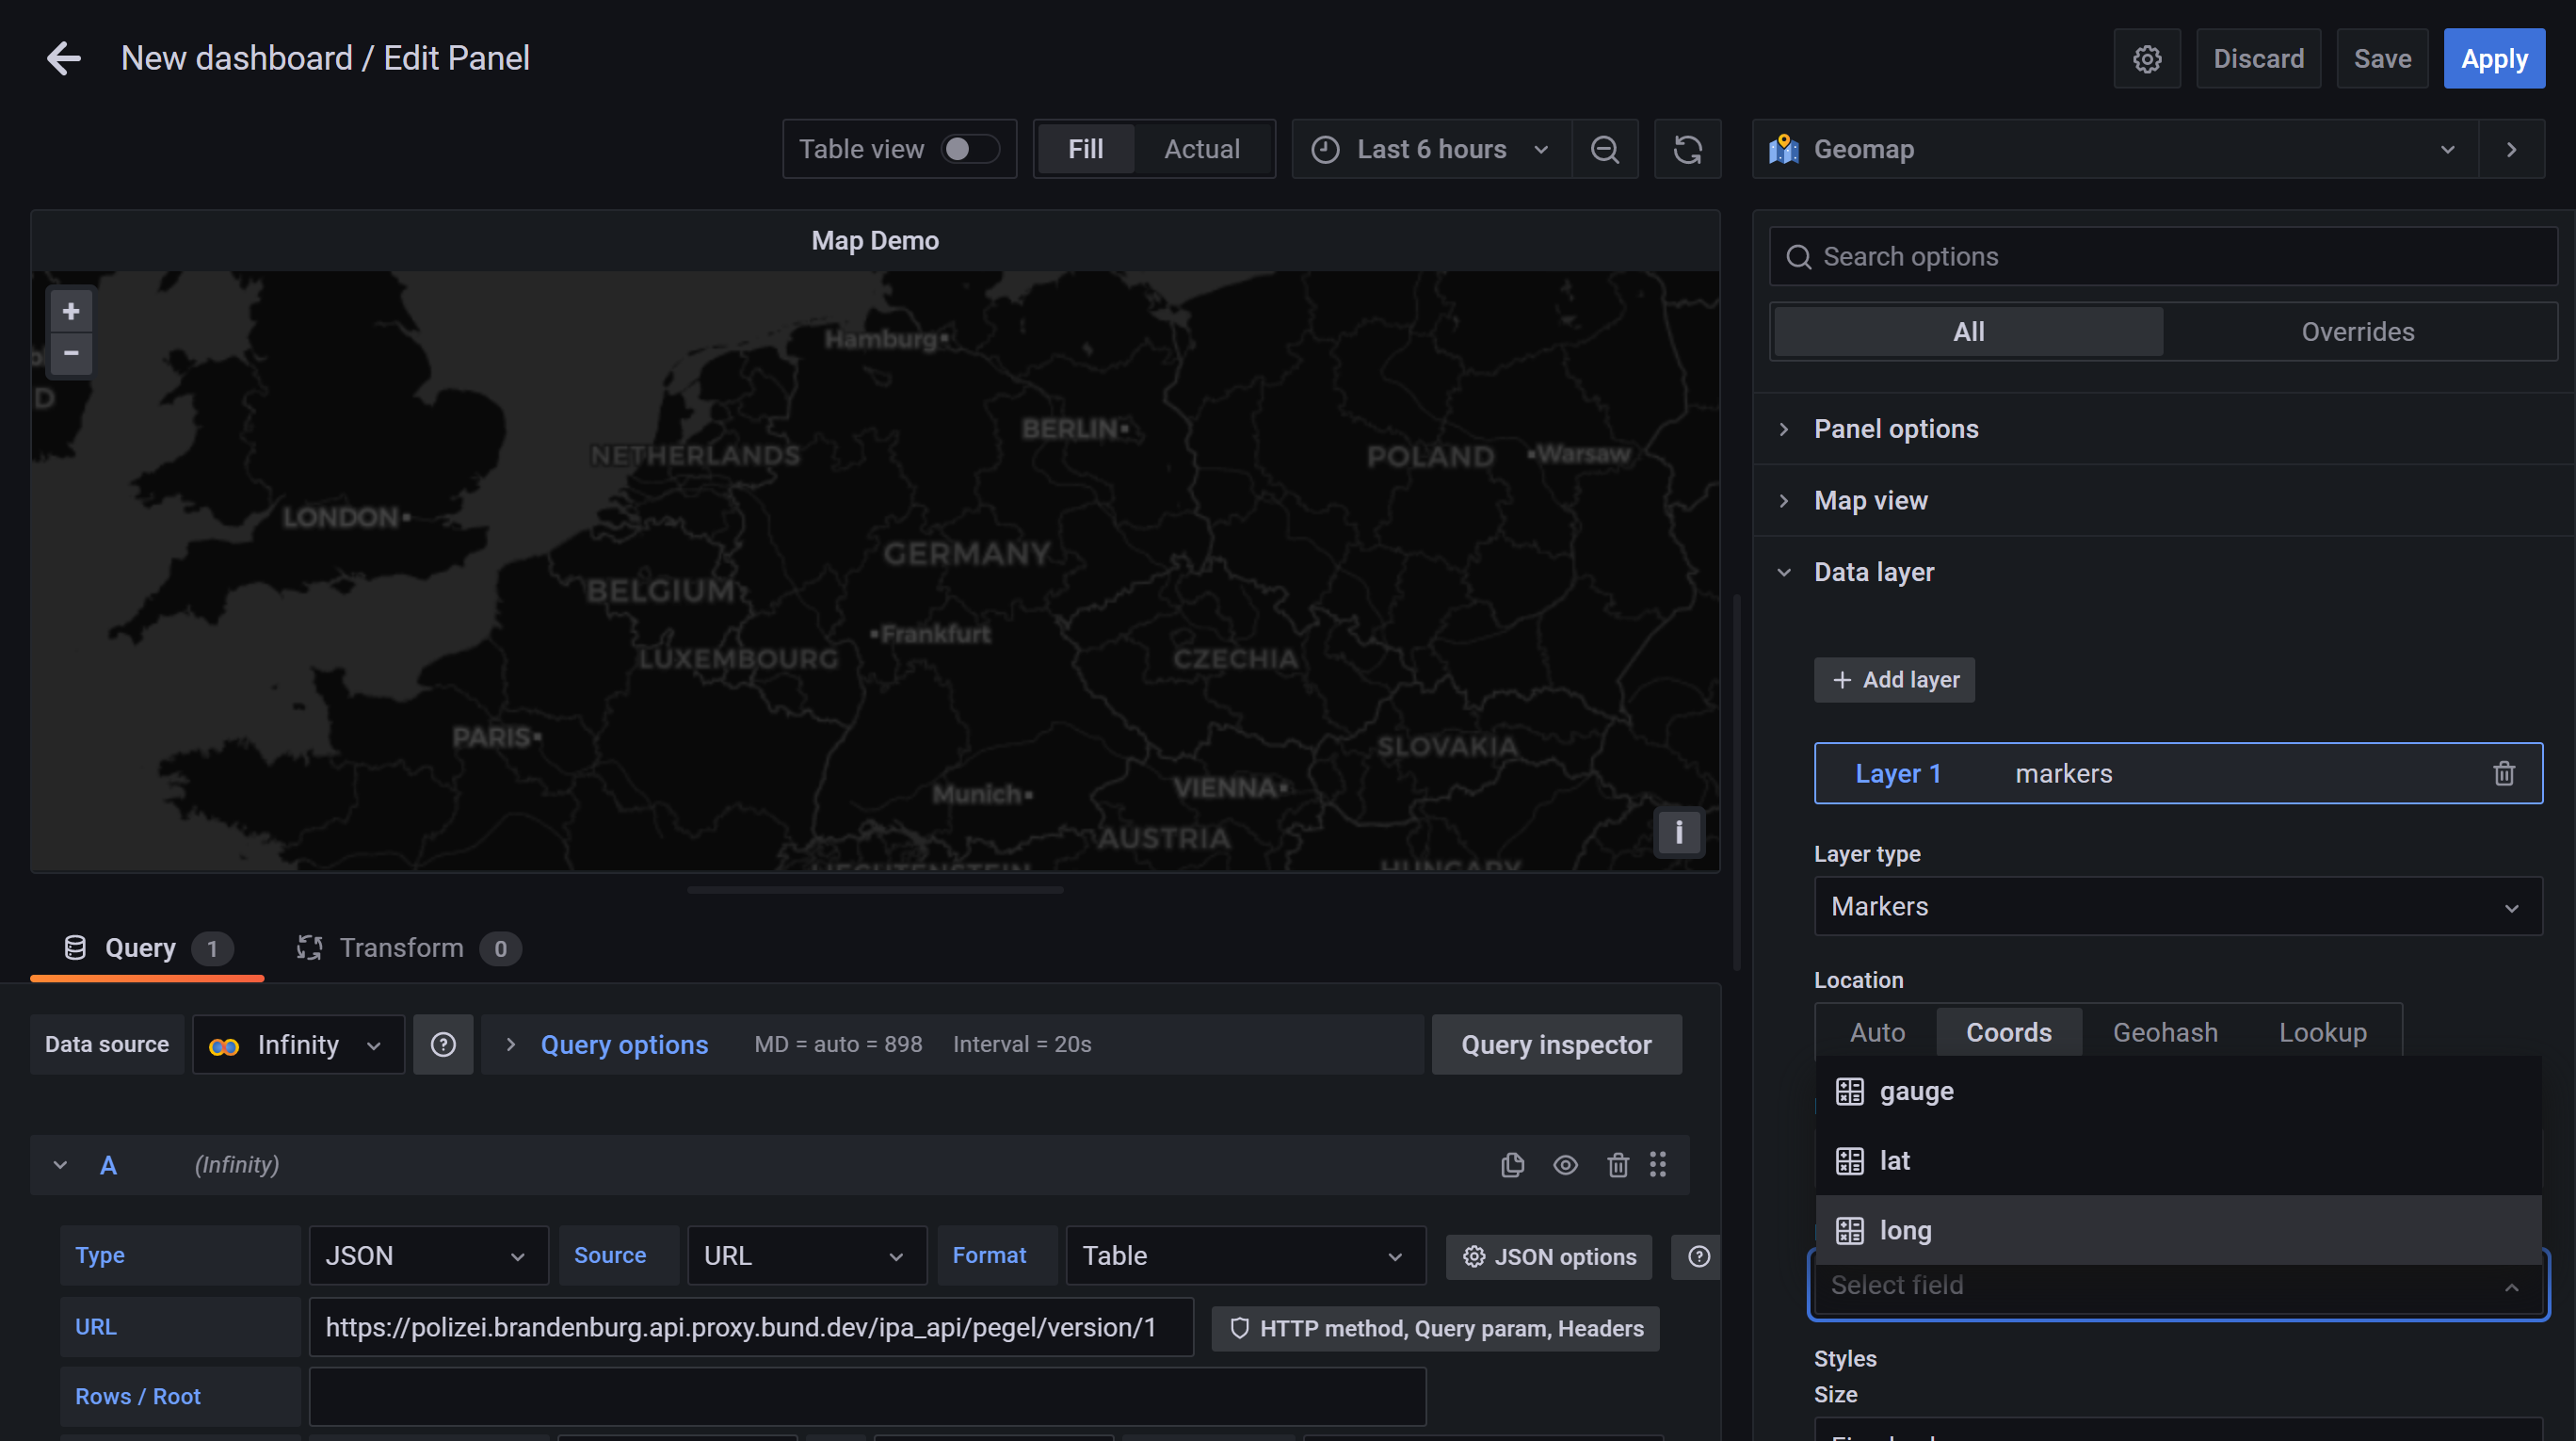 New dashboard / Edit Panel
Discard
Save
Apply
Table view
Fill
Actual
Last 6 hours
Geomap
Map Demo
+
−
D
Hamburg
BERLIN
NETHERLANDS
POLAND
Warsaw
LONDON
GERMANY
BELGIUM
Frankfurt
LUXEMBOURG
CZECHIA
PARIS
SLOVAKIA
VIENNA
Munich
AUSTRIA
LIECHTENSTEIN
HUNGARY
i
Search options
All
Overrides
Panel options
Map view
Data layer
+ Add layer
Layer 1
markers
Layer type
Markers
Location
Auto
Coords
Geohash
Lookup
gauge
lat
long
Select field
Styles
Size
Query 1
Transform 0
Data source
Infinity
Query options
MD = auto = 898
Interval = 20s
Query inspector
A
(Infinity)
Type
JSON
Source
URL
Format
Table
JSON options
URL
https://polizei.brandenburg.api.proxy.bund.dev/ipa_api/pegel/version/1
HTTP method, Query param, Headers
Rows / Root